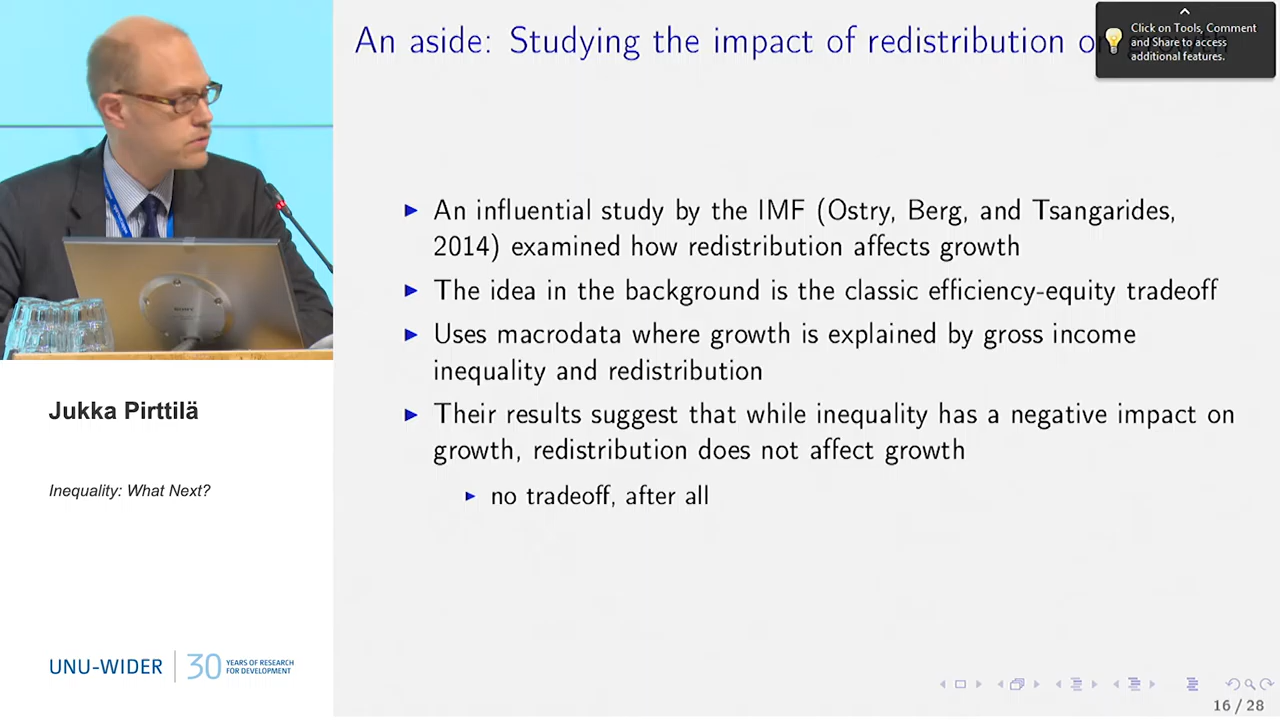 An aside: Studying the impact of redistribution
Click on Tools, Comment
and Share to access
additional features.
An influential study by the IMF (Ostry, Berg, and Tsangarides,
2014) examined how redistribution affects growth
The idea in the background is the classic efficiency-equity tradeoff
Uses macrodata where growth is explained by gross income
inequality and redistribution
Their results suggest that while inequality has a negative impact on
growth, redistribution does not affect growth
no tradeoff, after all
16 / 28
SONY
Jukka Pirttilä
Inequality: What Next?
UNU-WIDER
30 YEARS OF RESEARCH
FOR DEVELOPMENT